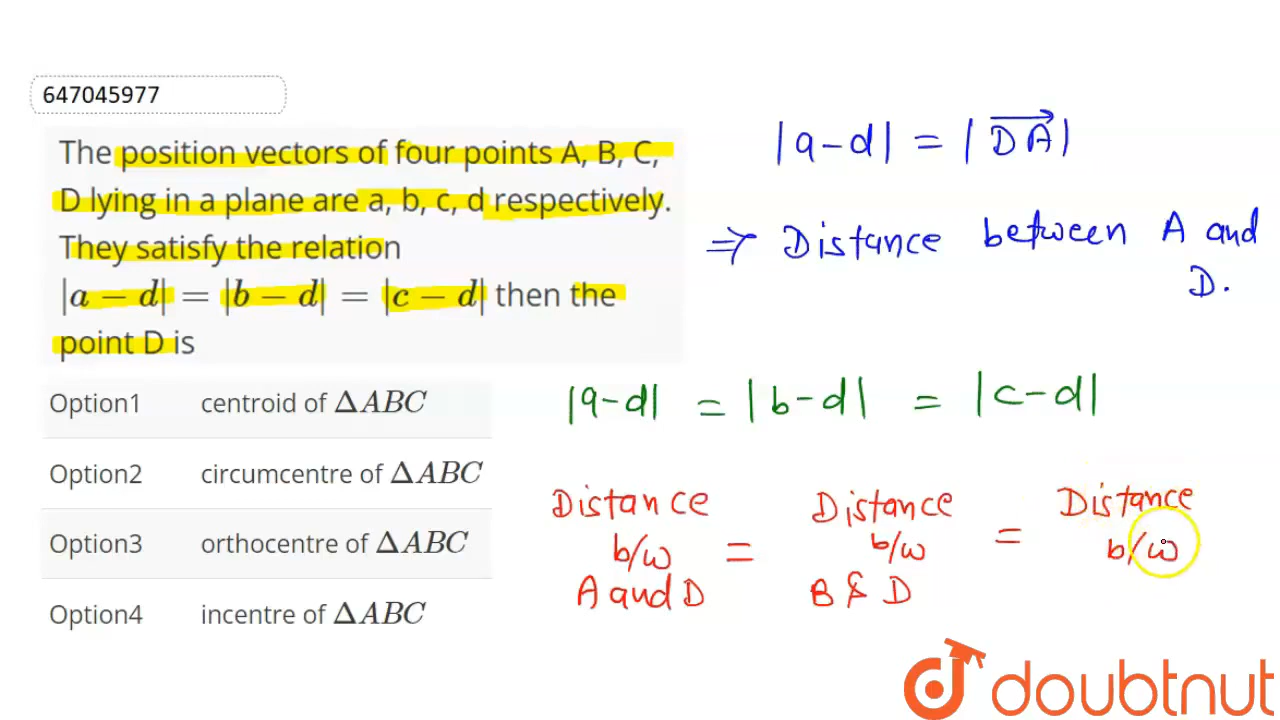 647045977
The position vectors of four points A, B, C,
D lying in a plane are a, b, c, d respectively.
They satisfy the relation
|a − d| = |b − d| = |c − d| then the
point D is
Option1 centroid of ΔABC
Option2 circumcentre of ΔABC
Option3 orthocentre of ΔABC
Option4 incentre of ΔABC
|a-d| = |DA⃗|
⇒ Distance between A and
D.
|a-d| = |b-d| = |c-d|
Distance Distance Distance
b/w = b/w = b/w
A and D B & D
doubtnut